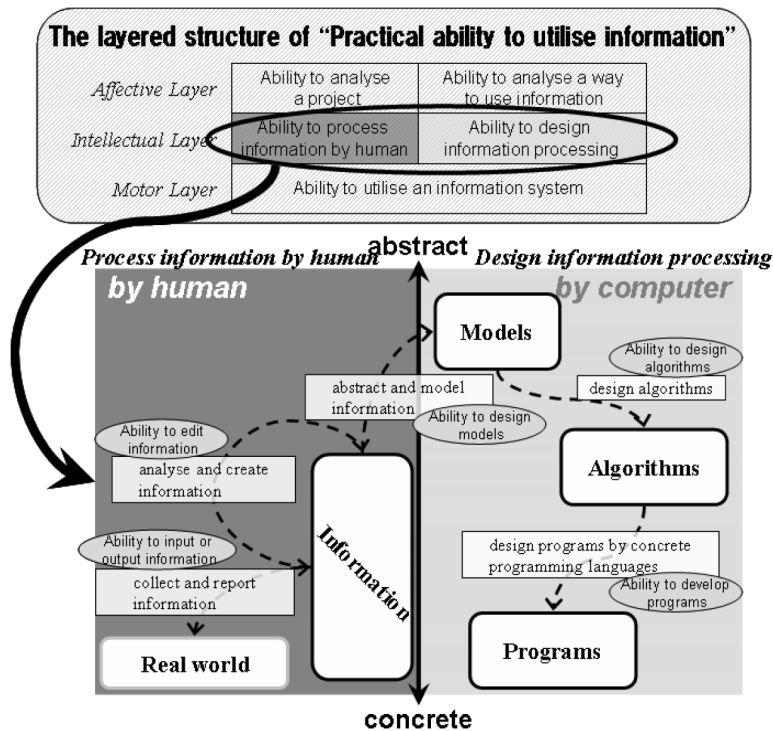 The layered structure of “Practical ability to utilise information”
Affective Layer
Ability to analyse
a project
Ability to analyse a way
to use information
Intellectual Layer
Ability to process
information by human
Ability to design
information processing
Motor Layer
Ability to utilise an information system
abstract
Process information by human
Design information processing
by human
by computer
Models
Ability to design
algorithms
design algorithms
abstract and model
information
Ability to design
models
Ability to edit
information
analyse and create
information
Algorithms
Information
Ability to input or
output information
collect and report
information
design programs by concrete
programming languages
Ability to develop
programs
Real world
Programs
concrete